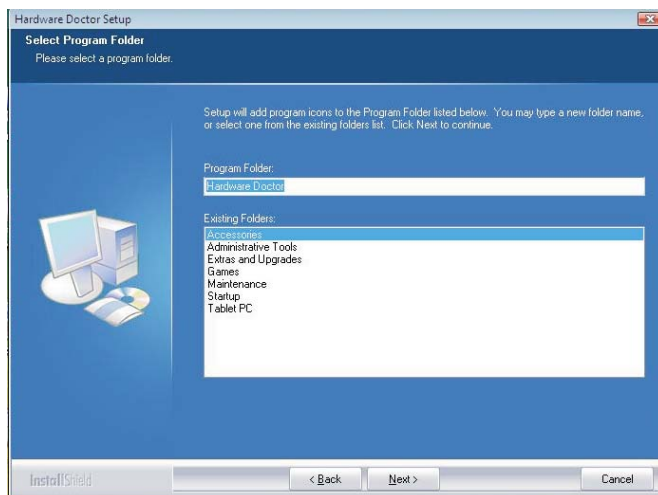 Hardware Doctor Setup
Select Program Folder
Please select a program folder.
Setup will add program icons to the Program Folder listed below. You may type a new folder name,
or select one from the existing folders list. Click Next to continue.
Program Folder:
Hardware Doctor
Existing Folders:
Accessories
Administrative Tools
Extras and Upgrades
Games
Maintenance
Startup
Tablet PC
InstallShield
< Back
Next >
Cancel